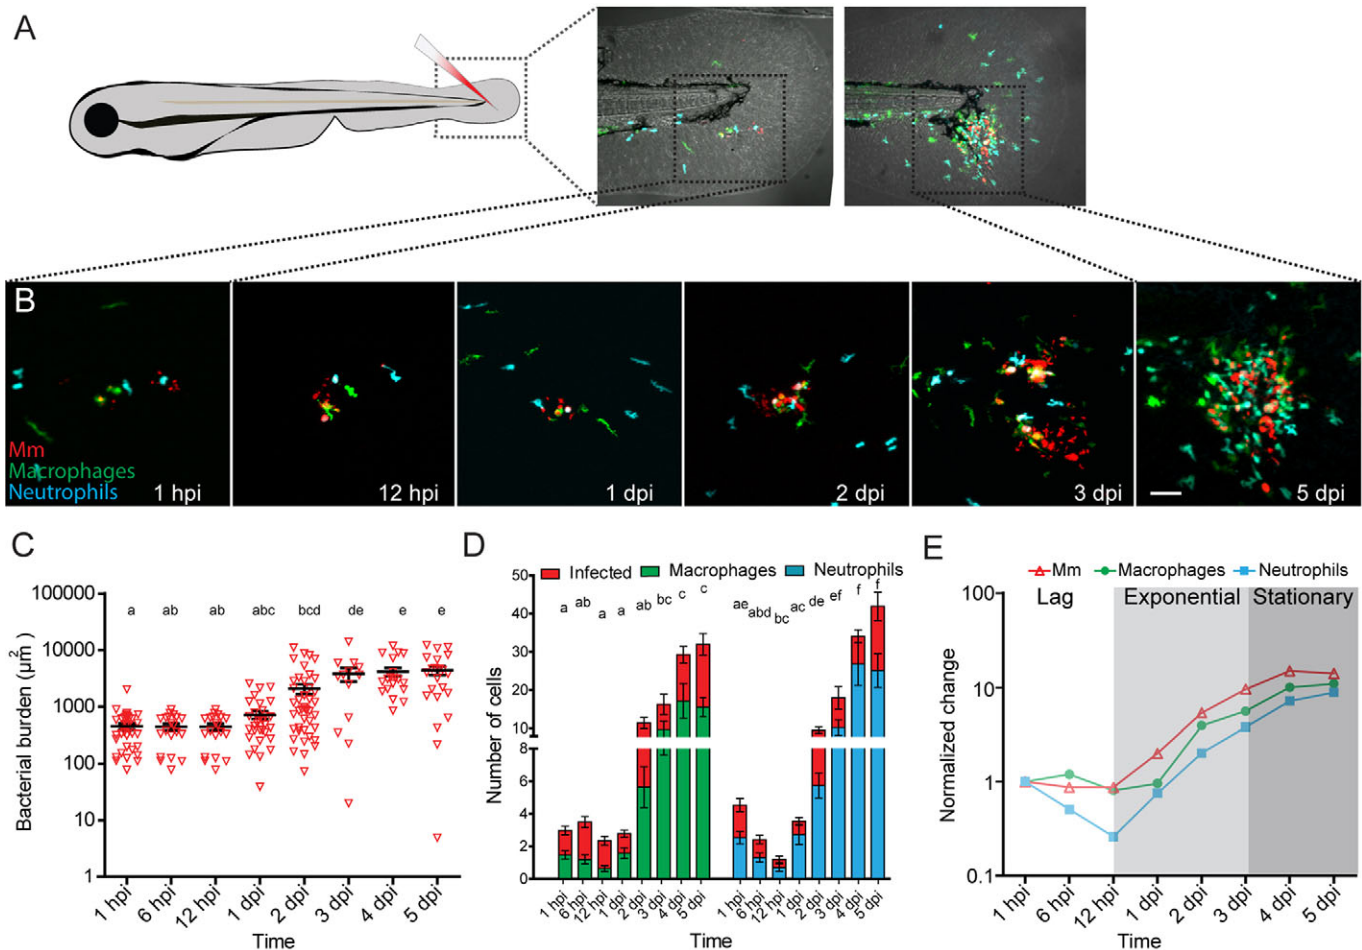 A
B
Mm
Macrophages
Neutrophils
1 hpi
12 hpi
1 dpi
2 dpi
3 dpi
5 dpi
C
Bacterial burden (µm²)
100000
10000
1000
100
10
1
a ab ab abc bcd de e e
1 hpi 6 hpi 12 hpi 1 dpi 2 dpi 3 dpi 4 dpi 5 dpi
Time
D
Infected Macrophages Neutrophils
Number of cells
50
40
30
20
10
8
6
4
2
0
a ab a a ab bc c c
ae abd bc ac de ef f f
1 hpi 6 hpi 12 hpi 1 dpi 2 dpi 3 dpi 4 dpi 5 dpi
1 hpi 6 hpi 12 hpi 1 dpi 2 dpi 3 dpi 4 dpi 5 dpi
Time
E
Mm Macrophages Neutrophils
Lag Exponential Stationary
Normalized change
100
10
1
0.1
1 hpi 6 hpi 12 hpi 1 dpi 2 dpi 3 dpi 4 dpi 5 dpi
Time